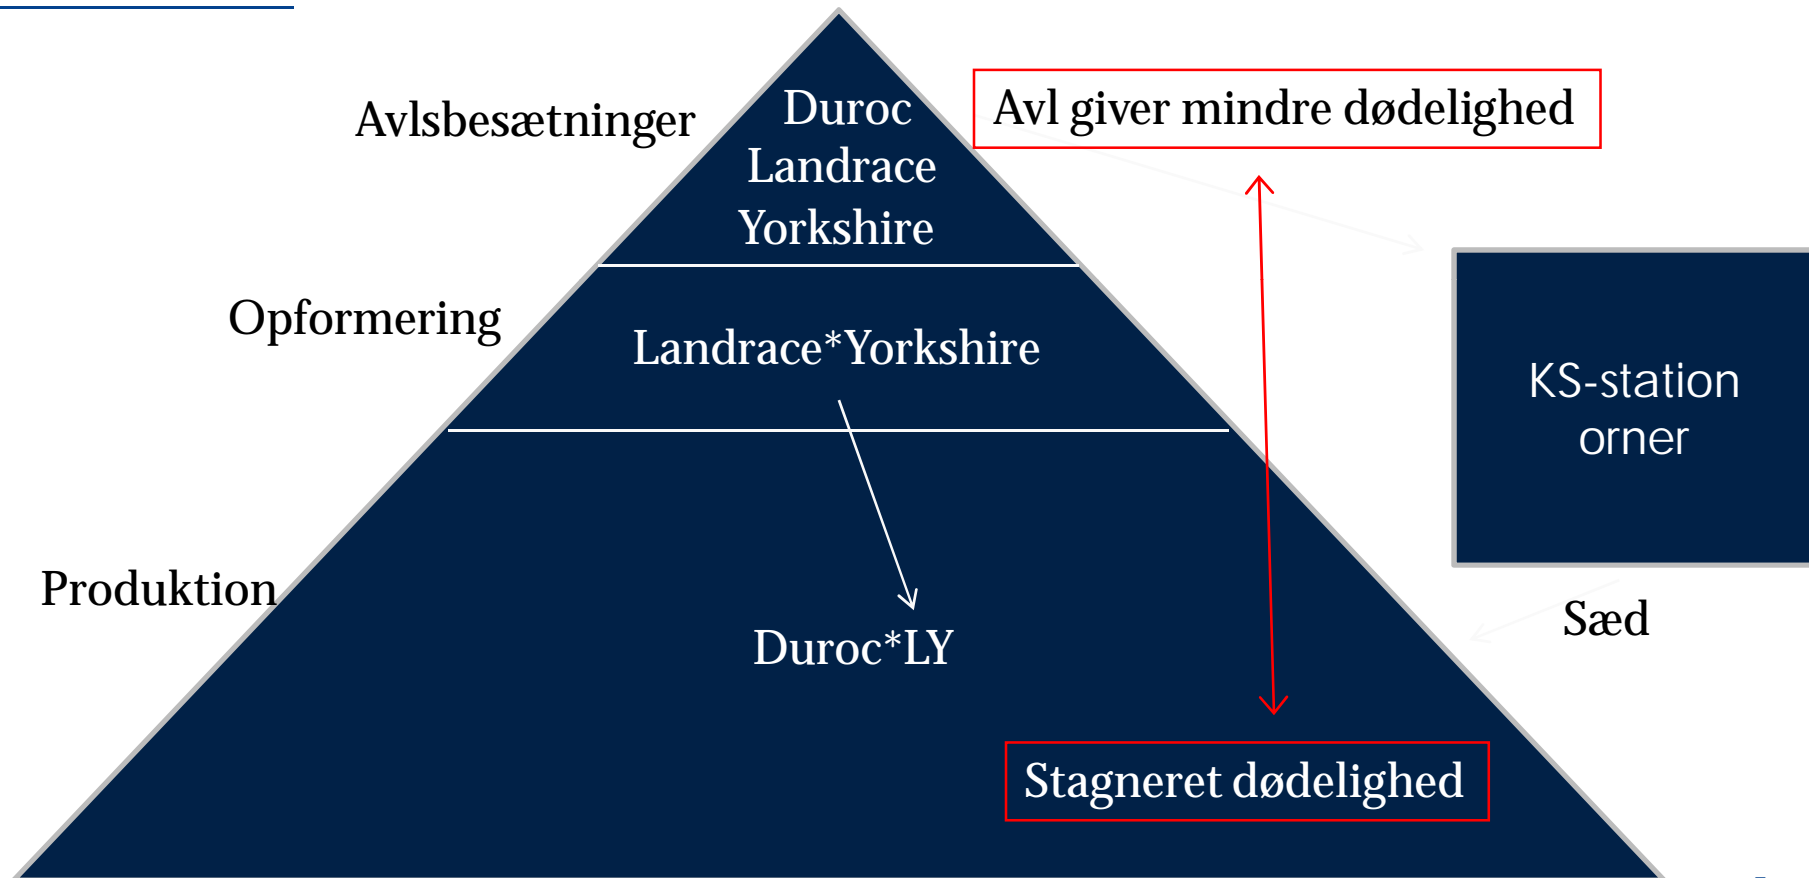 Avlsbesætninger
Duroc
Landrace
Yorkshire
Avl giver mindre dødelighed
Opformering
Landrace*Yorkshire
KS-station
orner
Produktion
Duroc*LY
Sæd
Stagneret dødelighed